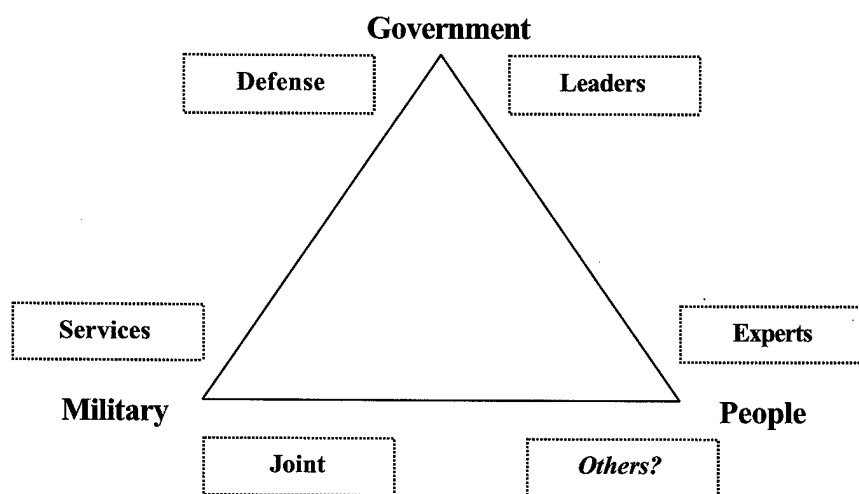 Government
Defense
Leaders
Services
Experts
Military
People
Joint
Others?